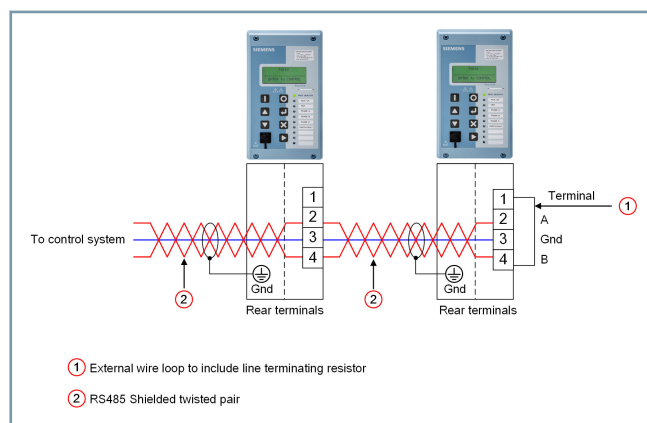 SIEMENS
SIEMENS
1
2
3
4
1
2
3
4
Terminal
1
A
Gnd
B
To control system
Gnd
Gnd
2
2
Rear terminals
Rear terminals
1 External wire loop to include line terminating resistor
2 RS485 Shielded twisted pair